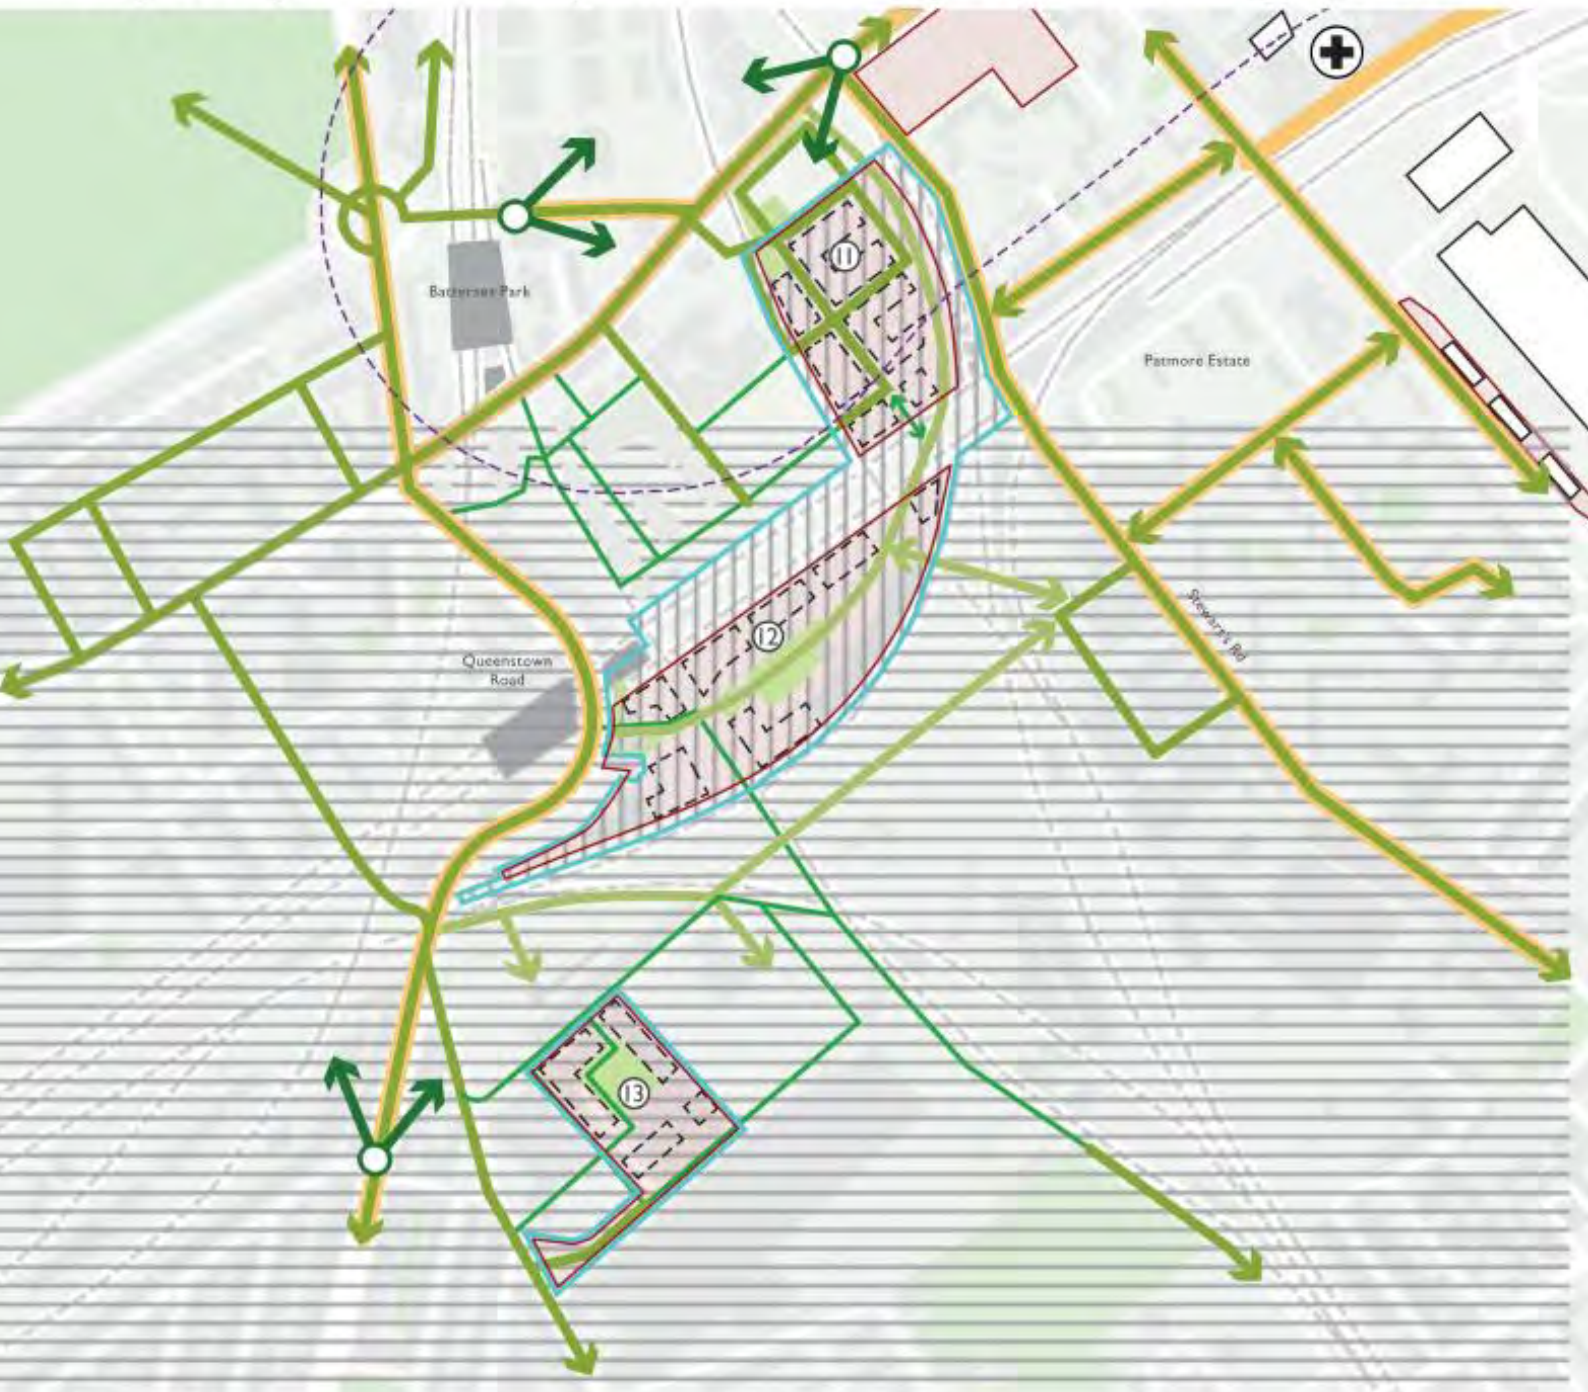 11
Battersea Park
Patmore Estate
12
Stewart's Rd
Queenstown
Road
13